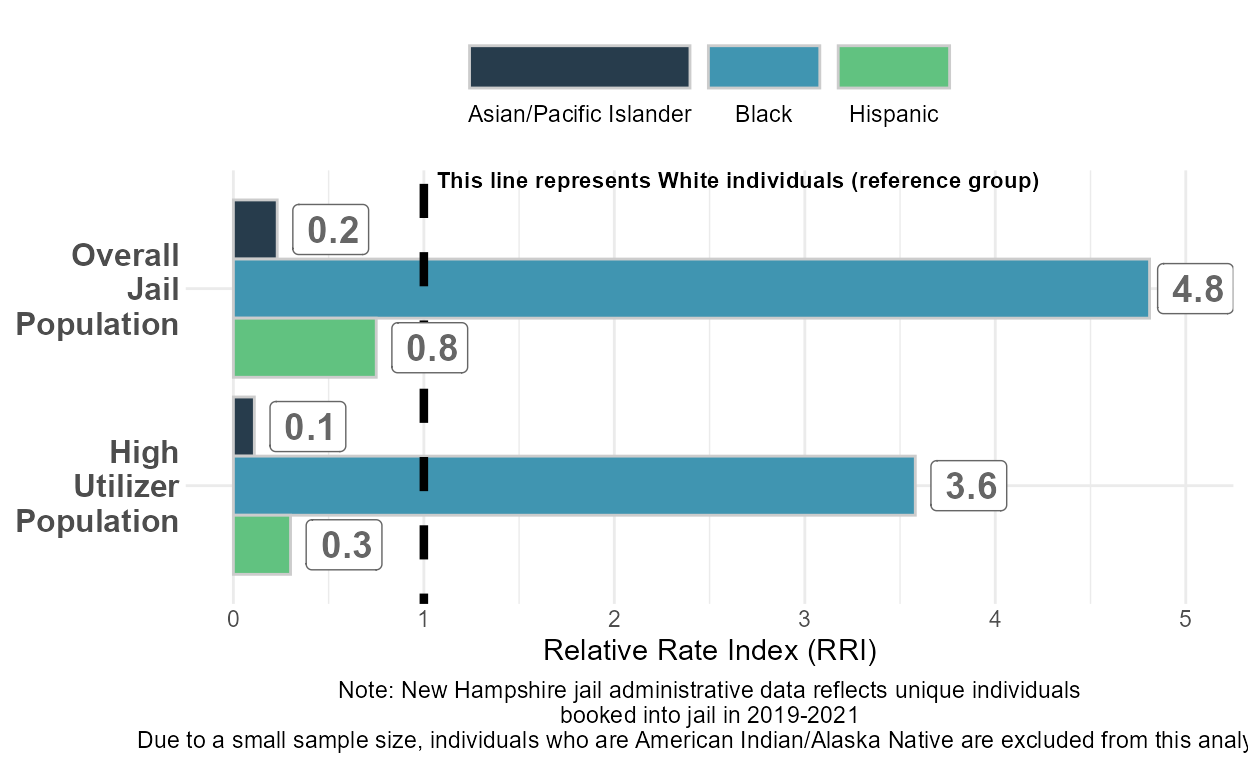 Asian/Pacific Islander
Black
Hispanic
This line represents White individuals (reference group)
Overall
Jail
Population
0.2
4.8
0.8
High
Utilizer
Population
0.1
3.6
0.3
0
1
2
3
4
5
Relative Rate Index (RRI)
Note: New Hampshire jail administrative data reflects unique individuals
booked into jail in 2019-2021
Due to a small sample size, individuals who are American Indian/Alaska Native are excluded from this